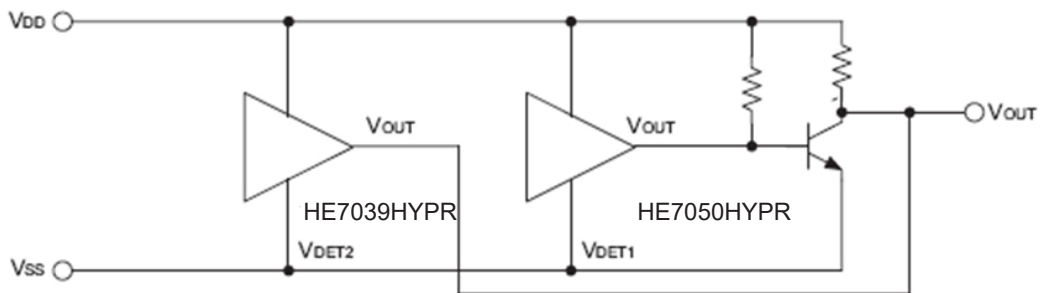 VDD
VOUT
VOUT
VOUT
HE7039HYPR
HE7050HYPR
VDET2
VDET1
VSS